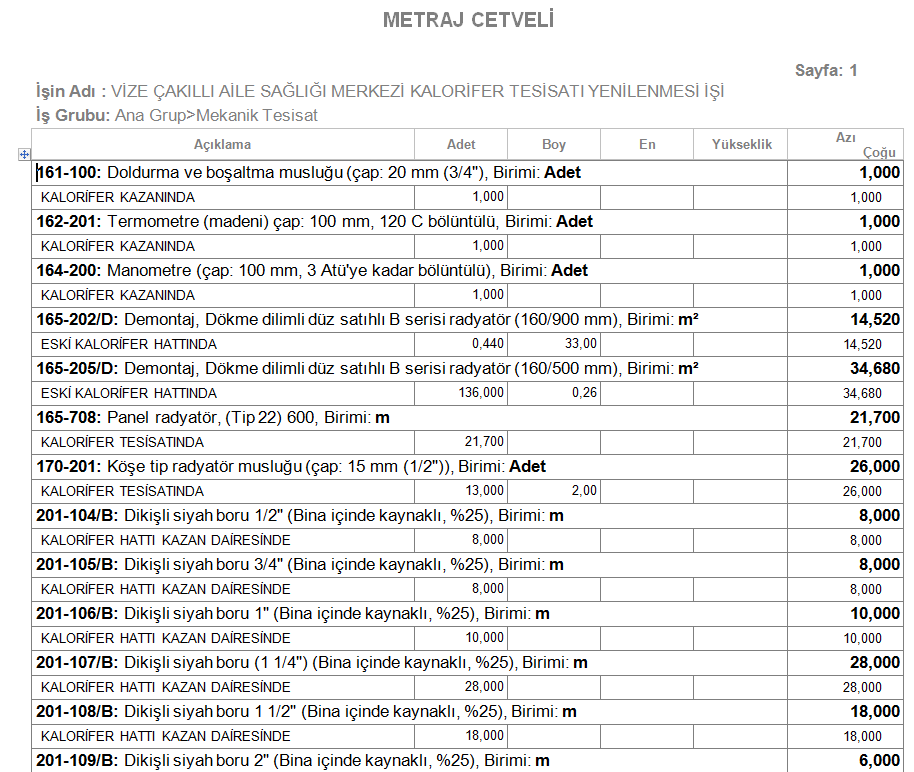 METRAJ CETVELİ
Sayfa: 1
İşin Adı : VİZE ÇAKILLI AİLE SAĞLIĞI MERKEZİ KALORİFER TESİSATI YENİLENMESİ İŞİ
İş Grubu: Ana Grup>Mekanik Tesisat
Açıklama Adet Boy En Yükseklik Azı Çoğu
161-100: Doldurma ve boşaltma musluğu (çap: 20 mm (3/4"), Birimi: Adet 1,000
KALORİFER KAZANINDA 1,000 1,000
162-201: Termometre (madeni) çap: 100 mm, 120 C bölüntülü, Birimi: Adet 1,000
KALORİFER KAZANINDA 1,000 1,000
164-200: Manometre (çap: 100 mm, 3 Atü'ye kadar bölüntülü), Birimi: Adet 1,000
KALORİFER KAZANINDA 1,000 1,000
165-202/D: Demontaj, Dökme dilimli düz satıhlı B serisi radyatör (160/900 mm), Birimi: m² 14,520
ESKİ KALORİFER HATTINDA 0,440 33,00 14,520
165-205/D: Demontaj, Dökme dilimli düz satıhlı B serisi radyatör (160/500 mm), Birimi: m² 34,680
ESKİ KALORİFER HATTINDA 136,000 0,26 34,680
165-708: Panel radyatör, (Tip 22) 600, Birimi: m 21,700
KALORİFER TESİSATINDA 21,700 21,700
170-201: Köşe tip radyatör musluğu (çap: 15 mm (1/2")), Birimi: Adet 26,000
KALORİFER TESİSATINDA 13,000 2,00 26,000
201-104/B: Dikişli siyah boru 1/2" (Bina içinde kaynaklı, %25), Birimi: m 8,000
KALORİFER HATTI KAZAN DAİRESİNDE 8,000 8,000
201-105/B: Dikişli siyah boru 3/4" (Bina içinde kaynaklı, %25), Birimi: m 8,000
KALORİFER HATTI KAZAN DAİRESİNDE 8,000 8,000
201-106/B: Dikişli siyah boru 1" (Bina içinde kaynaklı, %25), Birimi: m 10,000
KALORİFER HATTI KAZAN DAİRESİNDE 10,000 10,000
201-107/B: Dikişli siyah boru (1 1/4") (Bina içinde kaynaklı, %25), Birimi: m 28,000
KALORİFER HATTI KAZAN DAİRESİNDE 28,000 28,000
201-108/B: Dikişli siyah boru 1 1/2" (Bina içinde kaynaklı, %25), Birimi: m 18,000
KALORİFER HATTI KAZAN DAİRESİNDE 18,000 18,000
201-109/B: Dikişli siyah boru 2" (Bina içinde kaynaklı, %25), Birimi: m 6,000